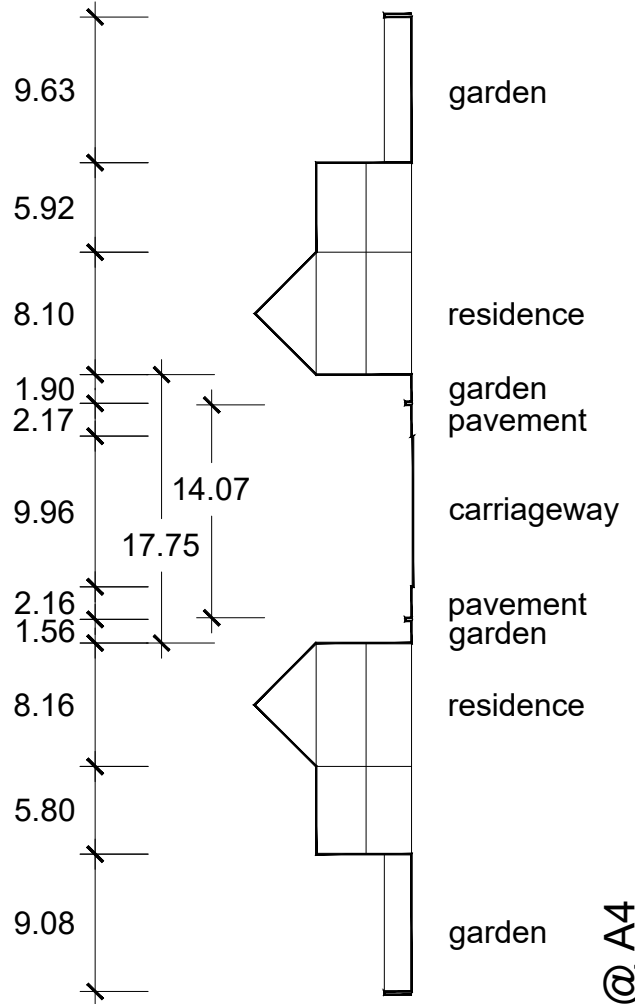 9.63 garden
5.92
8.10 residence
1.90 garden
2.17 pavement
14.07
9.96 carriageway
17.75
2.16 pavement
1.56 garden
8.16 residence
5.80
9.08 garden
@ A4